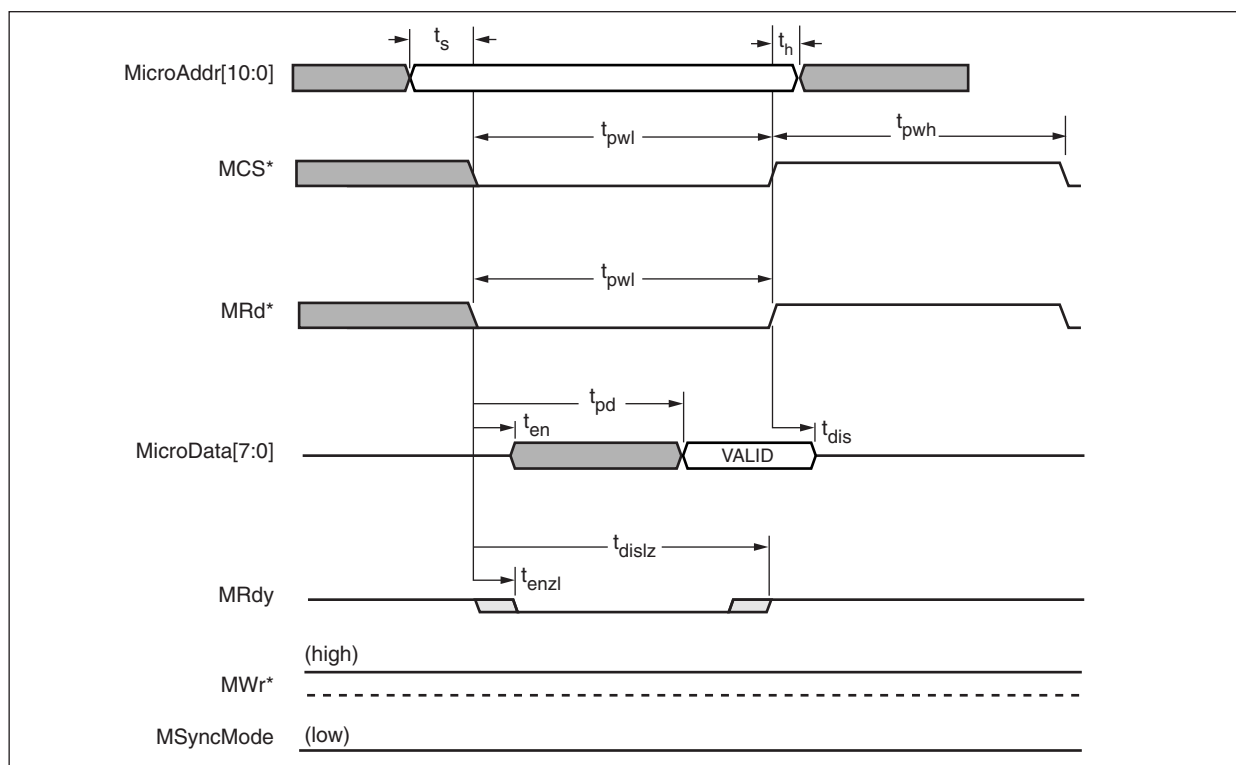 t_s
t_h
MicroAddr[10:0]
t_pwl
t_pwh
MCS*
t_pwl
MRd*
t_pd
t_en
t_dis
MicroData[7:0]
VALID
t_dislz
t_enzl
MRdy
(high)
MWr*
MSyncMode
(low)